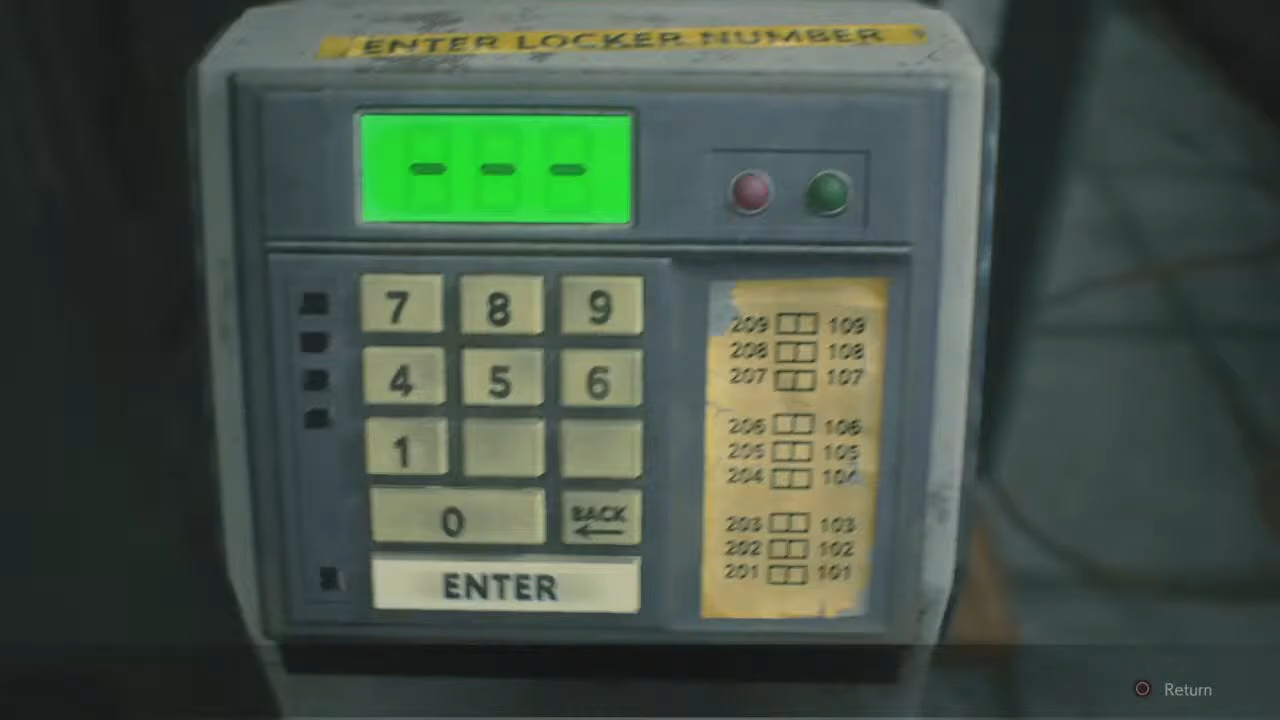 ENTER LOCKER NUMBER
- - -
7 8 9
4 5 6
1
0 BACK
ENTER
209 109
208 108
207 107
206 106
205 105
204 104
203 103
202 102
201 101
Return